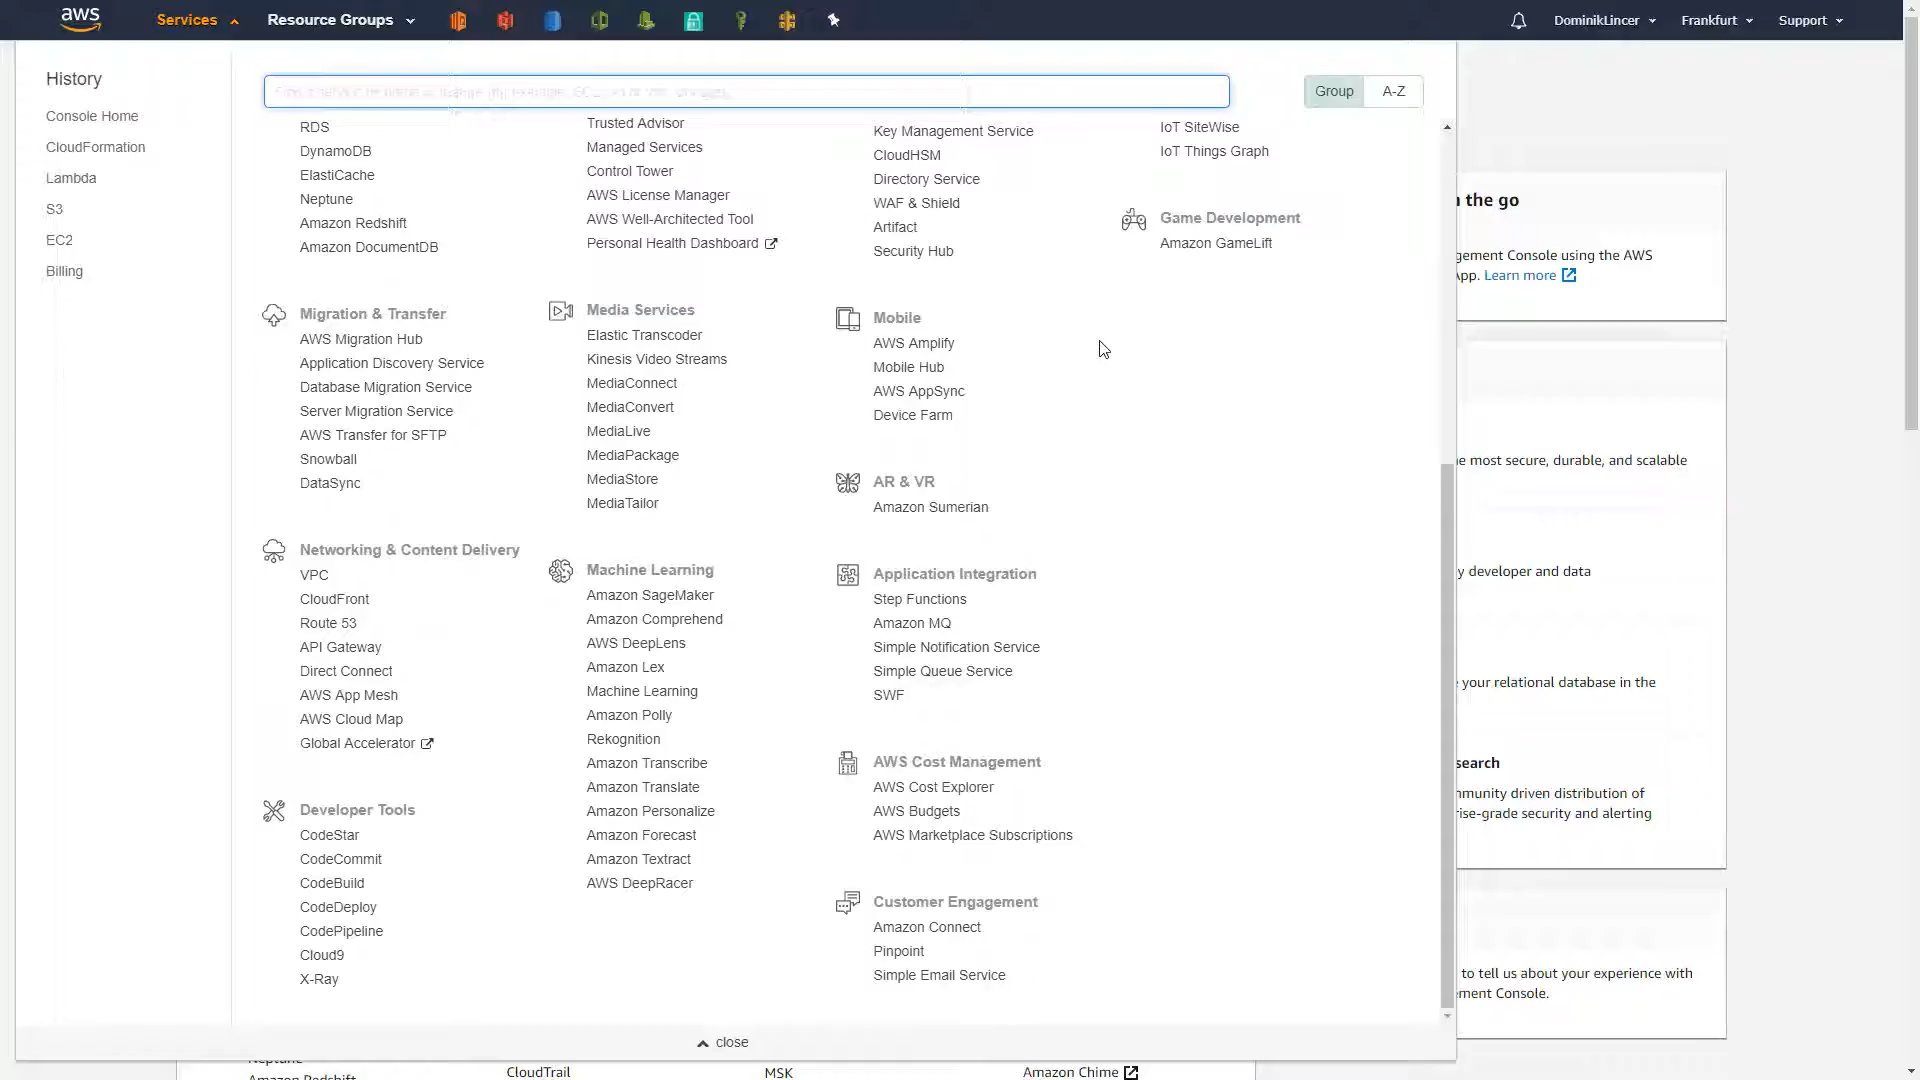 aws
Services
Resource Groups
DominikLincer
Frankfurt
Support
History
Console Home
CloudFormation
Lambda
S3
EC2
Billing
Group
A-Z
RDS
DynamoDB
ElastiCache
Neptune
Amazon Redshift
Amazon DocumentDB
Migration & Transfer
AWS Migration Hub
Application Discovery Service
Database Migration Service
Server Migration Service
AWS Transfer for SFTP
Snowball
DataSync
Networking & Content Delivery
VPC
CloudFront
Route 53
API Gateway
Direct Connect
AWS App Mesh
AWS Cloud Map
Global Accelerator
Developer Tools
CodeStar
CodeCommit
CodeBuild
CodeDeploy
CodePipeline
Cloud9
X-Ray
Trusted Advisor
Managed Services
Control Tower
AWS License Manager
AWS Well-Architected Tool
Personal Health Dashboard
Media Services
Elastic Transcoder
Kinesis Video Streams
MediaConnect
MediaConvert
MediaLive
MediaPackage
MediaStore
MediaTailor
Machine Learning
Amazon SageMaker
Amazon Comprehend
AWS DeepLens
Amazon Lex
Machine Learning
Amazon Polly
Rekognition
Amazon Transcribe
Amazon Translate
Amazon Personalize
Amazon Forecast
Amazon Textract
AWS DeepRacer
Key Management Service
CloudHSM
Directory Service
WAF & Shield
Artifact
Security Hub
Mobile
AWS Amplify
Mobile Hub
AWS AppSync
Device Farm
AR & VR
Amazon Sumerian
Application Integration
Step Functions
Amazon MQ
Simple Notification Service
Simple Queue Service
SWF
AWS Cost Management
AWS Cost Explorer
AWS Budgets
AWS Marketplace Subscriptions
Customer Engagement
Amazon Connect
Pinpoint
Simple Email Service
IoT SiteWise
IoT Things Graph
Game Development
Amazon GameLift
close
the go
gement Console using the AWS
pp. Learn more
e most secure, durable, and scalable
y developer and data
your relational database in the
search
mmunity driven distribution of
rise-grade security and alerting
to tell us about your experience with
ement Console.
Neptune
Amazon Redshift
CloudTrail
MSK
Amazon Chime